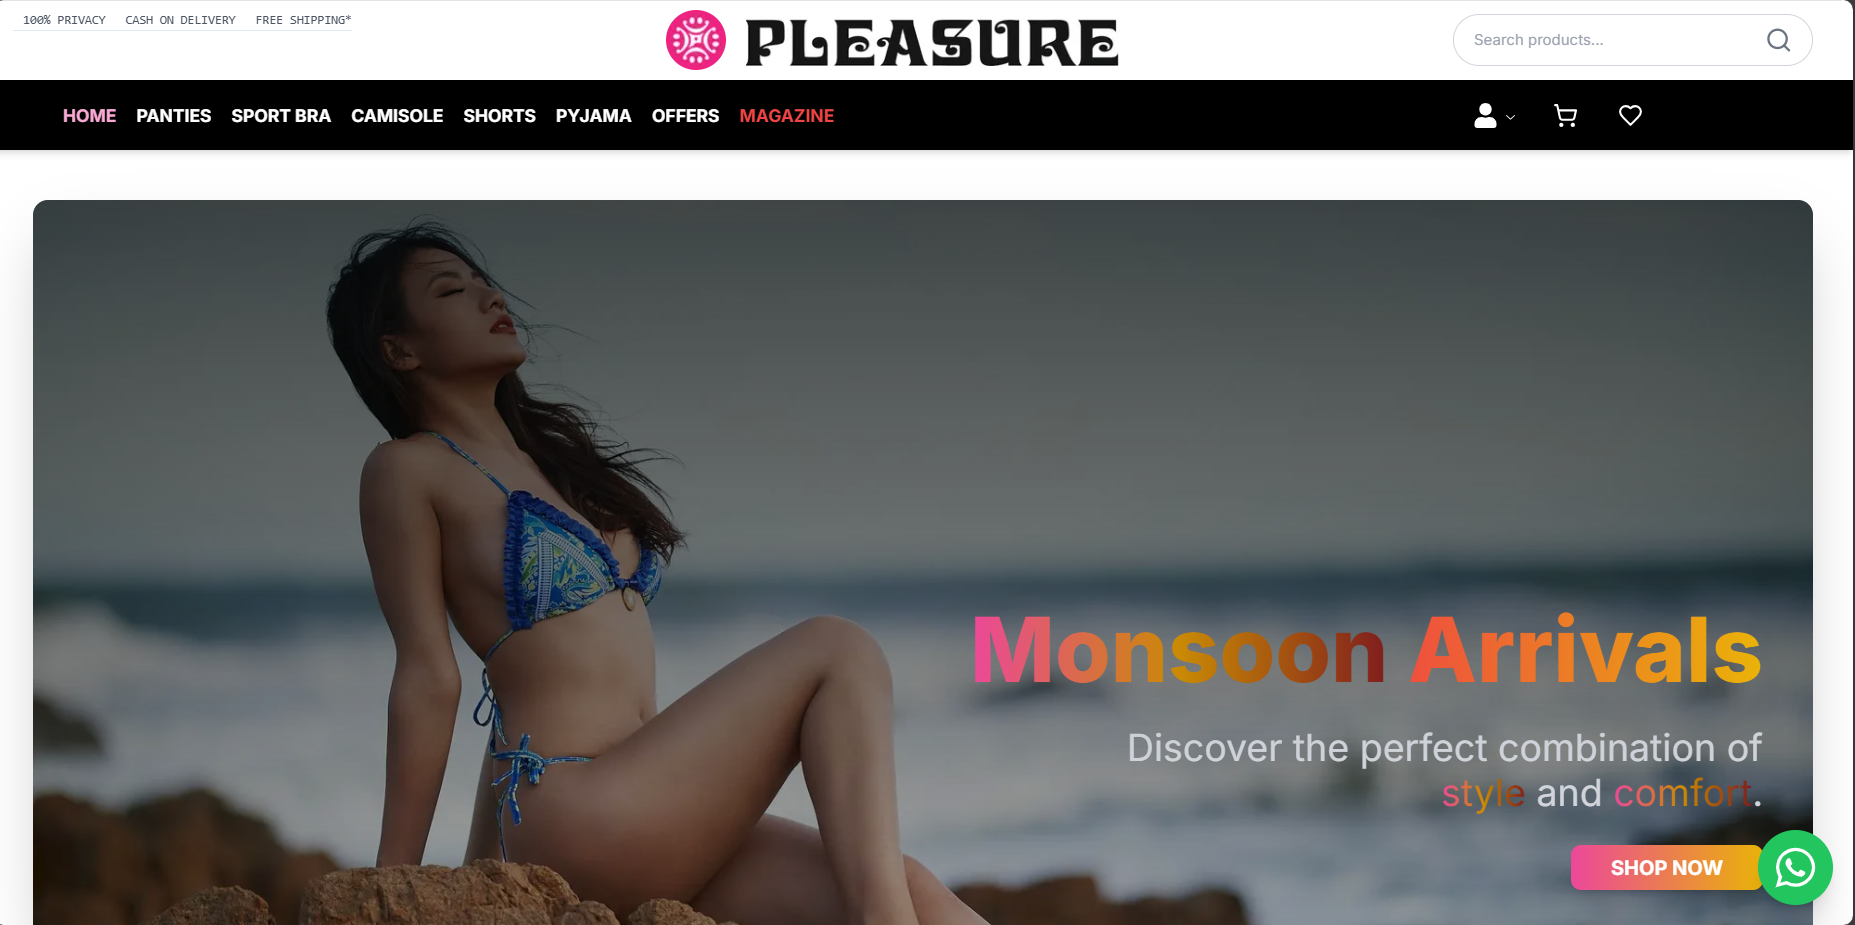 100% PRIVACY CASH ON DELIVERY FREE SHIPPING*
PLEASURE
Search products...
HOME PANTIES SPORT BRA CAMISOLE SHORTS PYJAMA OFFERS MAGAZINE
Monsoon Arrivals
Discover the perfect combination of
style and comfort.
SHOP NOW